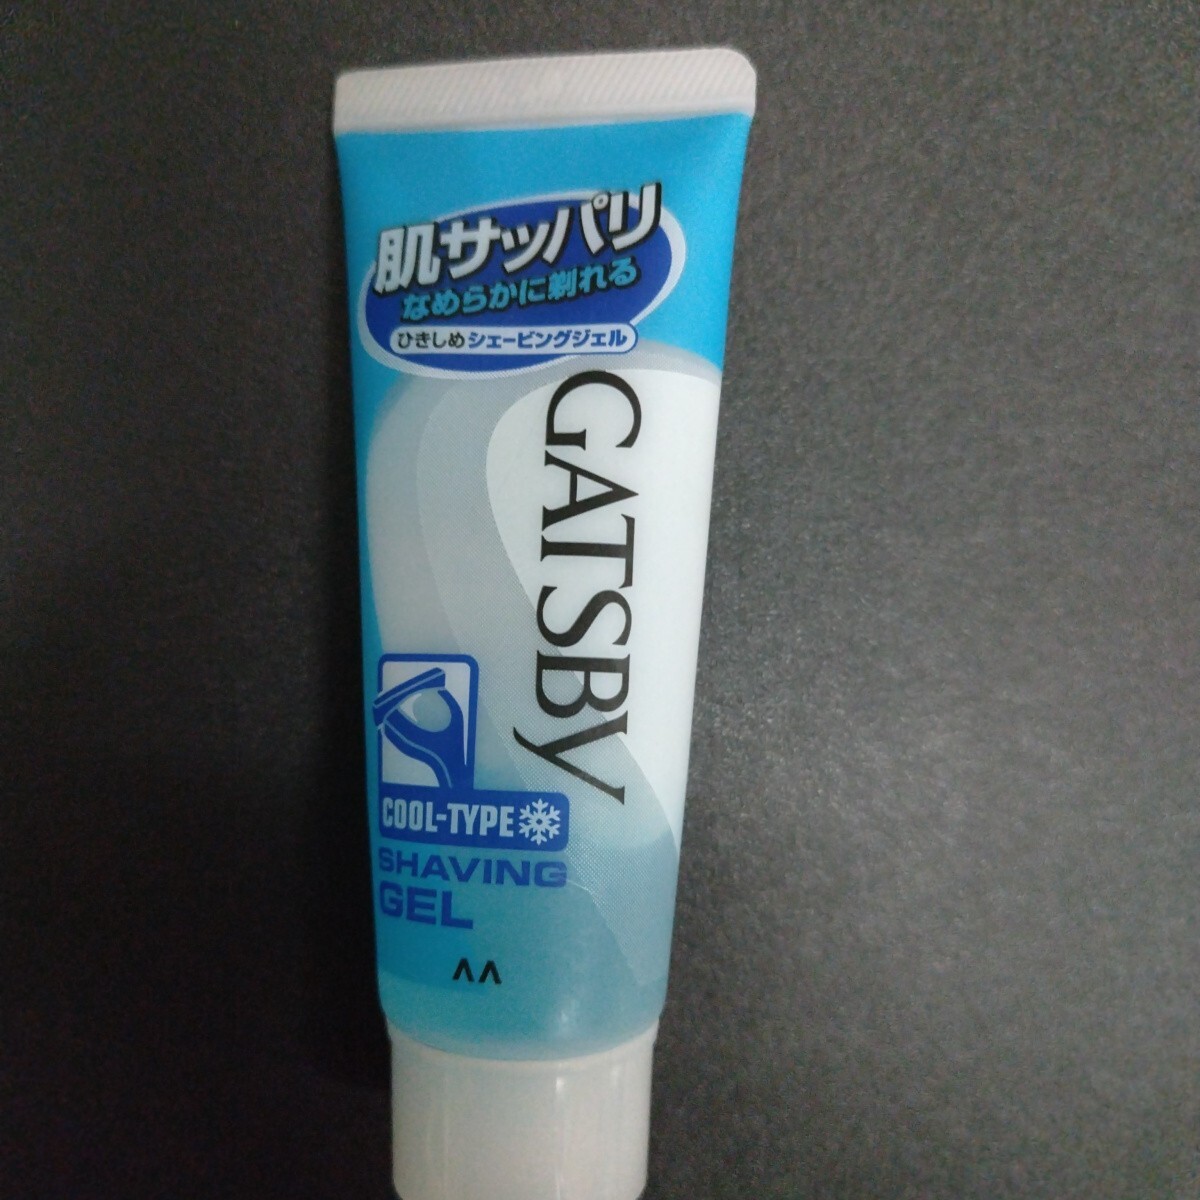 肌サッパリ
なめらかに剃れる
ひきしめシェービングジェル
GATSBY
COOL-TYPE
SHAVING
GEL